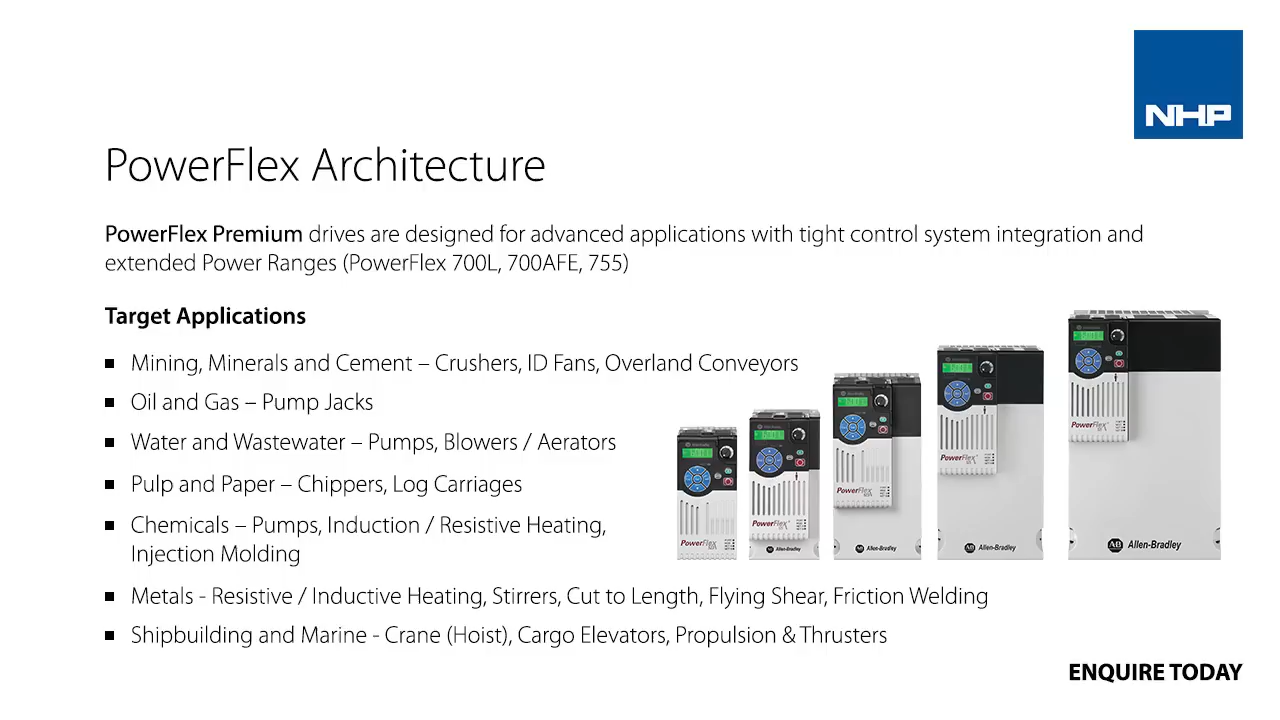 NHP
PowerFlex Architecture
PowerFlex Premium drives are designed for advanced applications with tight control system integration and
extended Power Ranges (PowerFlex 700L, 700AFE, 755)
Target Applications
▪ Mining, Minerals and Cement – Crushers, ID Fans, Overland Conveyors
▪ Oil and Gas – Pump Jacks
▪ Water and Wastewater – Pumps, Blowers / Aerators
▪ Pulp and Paper – Chippers, Log Carriages
▪ Chemicals – Pumps, Induction / Resistive Heating,
Injection Molding
▪ Metals - Resistive / Inductive Heating, Stirrers, Cut to Length, Flying Shear, Friction Welding
▪ Shipbuilding and Marine - Crane (Hoist), Cargo Elevators, Propulsion & Thrusters
PowerFlex
PowerFlex
PowerFlex
PowerFlex
PowerFlex
AB Allen-Bradley
AB Allen-Bradley
AB Allen-Bradley
AB Allen-Bradley
ENQUIRE TODAY